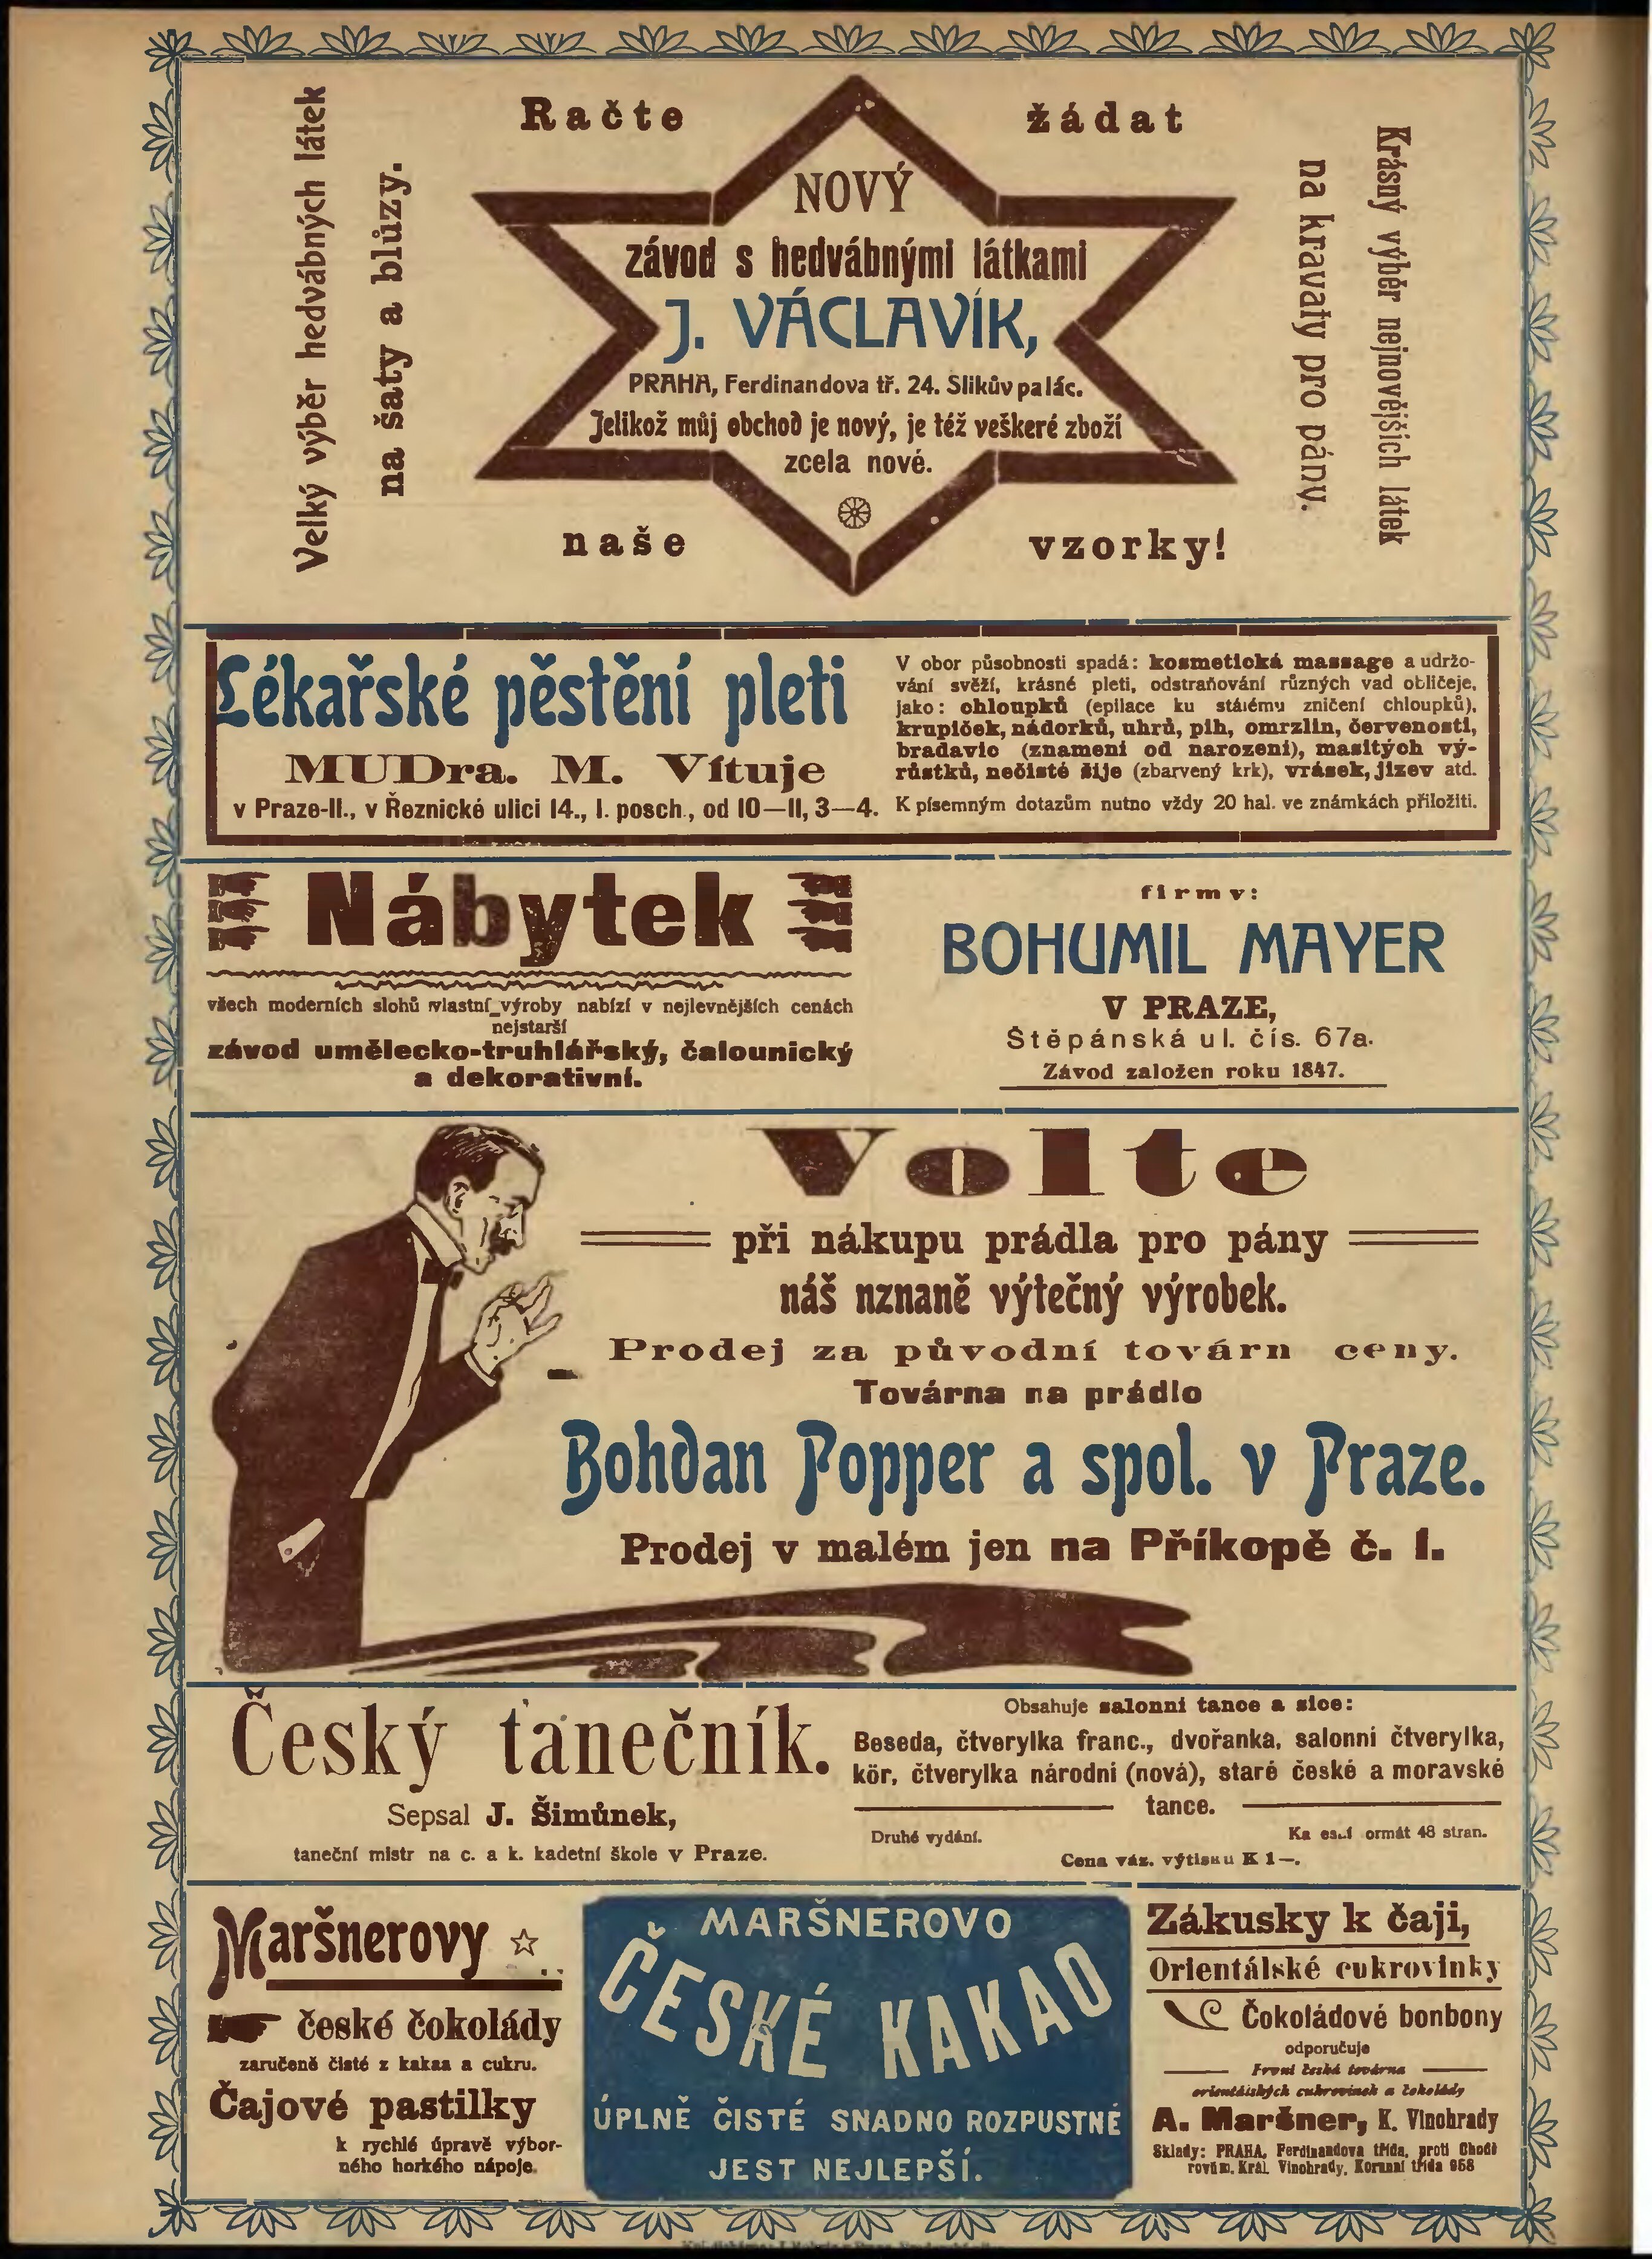 Račte žádat
Velký výběr hedvábných látek
na šaty a blůzy.
NOVÝ
závod s hedvábnými látkami
J. VÁCLAVÍK,
PRAHA, Ferdinandova tř. 24. Slikův palác.
Jelikož můj obchod je nový, je též veškeré zboží
zcela nové.
Krásný výběr nejnovějších látek
na kravaty pro pány.
naše vzorky!
Lékařské pěstění pleti
MUDra. M. Vítuje
v Praze-II., v Řeznické ulici 14., I. posch., od 10—11, 3—4.
V obor působnosti spadá: kosmetická massage a udržo-
vání svěží, krásné pleti, odstraňování různých vad obličeje,
jako: chloupků (epilace ku stálému zničení chloupků),
krupiček, nádorků, uhrů, pih, omrzlin, červenosti,
bradavic (znamení od narození), masitých vý-
růstků, nečisté šije (zbarvený krk), vrásek, jizev atd.
K písemným dotazům nutno vždy 20 hal. ve známkách přiložiti.
Nábytek
všech moderních slohů vlastní výroby nabízí v nejlevnějších cenách
nejstarší
závod umělecko-truhlářský, čalounický
a dekorativní.
firmy:
BOHUMIL MAYER
V PRAZE,
Štěpánská ul. čís. 67a.
Závod založen roku 1847.
Volte
při nákupu prádla pro pány
náš nznaně výtečný výrobek.
Prodej za původní továrn ceny.
Továrna na prádlo
Bohdan Popper a spol. v Praze.
Prodej v malém jen na Příkopě č. 1.
Český tanečník.
Sepsal J. Šimůnek,
taneční mistr na c. a k. kadetní škole v Praze.
Obsahuje salonní tance a sice:
Beseda, čtverylka franc., dvořanka, salonní čtverylka,
kör, čtverylka národní (nová), staré české a moravské
tance.
Druhé vydání. ormát 48 stran.
Cena váz. výtisku K 1—.
Maršnerovy
české čokolády
zaručeně čisté z kakaa a cukru.
Čajové pastilky
k rychlé úpravě výbor-
ného horkého nápoje.
MARŠNEROVO
ČESKÉ KAKAO
ÚPLNĚ ČISTÉ SNADNO ROZPUSTNÉ
JEST NEJLEPŠÍ.
Zákusky k čaji,
Orientálské cukrovinky
Čokoládové bonbony
odporučuje
První česká továrna
orientálských cukrovinek a čokolády
A. Maršner, K. Vinohrady
Sklady: PRAHA, Ferdinandova třída, proti Chodě
rovům, Král. Vinohrady, Korunní třída 958